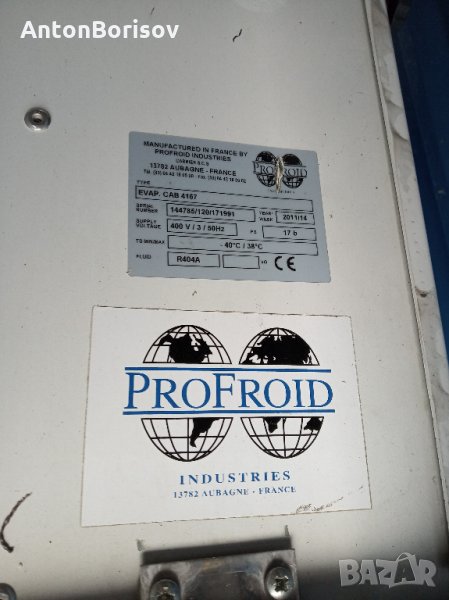 AntonBorisov
MANUFACTURED IN FRANCE BY
PROFROID INDUSTRIES
CARRIER S.C.S
13782 AUBAGNE - FRANCE
PROFROID
TYPE
EVAP. CAB 4167
SERIAL NUMBER 144785/120/171991 YEAR/WEEK 2011/14
SUPPLY VOLTAGE 400 V / 3 / 50Hz PS 17 b
TS MIN/MAX - 40°C / 38°C
FLUID R404A KG CE
PROFROID
INDUSTRIES
13782 AUBAGNE - FRANCE
BAZAR